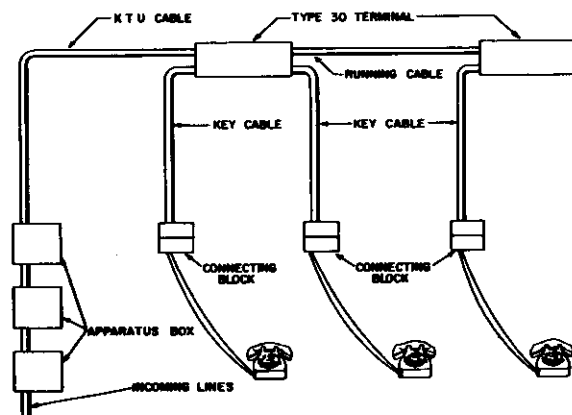 K T U CABLE
TYPE 30 TERMINAL
RUNNING CABLE
KEY CABLE
KEY CABLE
CONNECTING
BLOCK
CONNECTING
BLOCK
APPARATUS BOX
INCOMING LINES